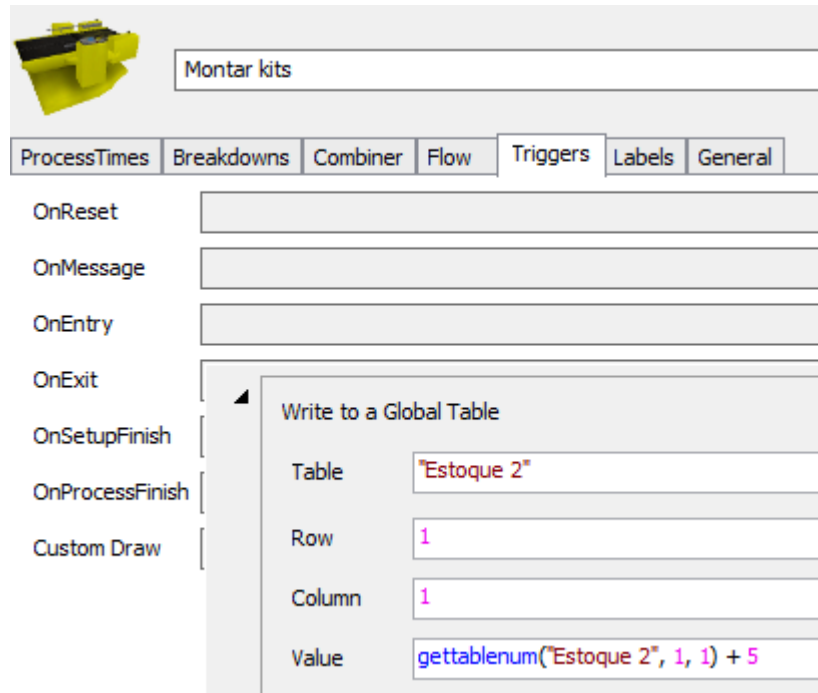 Montar kits
ProcessTimes Breakdowns Combiner Flow Triggers Labels General
OnReset
OnMessage
OnEntry
OnExit
Write to a Global Table
OnSetupFinish
Table "Estoque 2"
OnProcessFinish
Row 1
Custom Draw
Column 1
Value gettablenum("Estoque 2", 1, 1) + 5